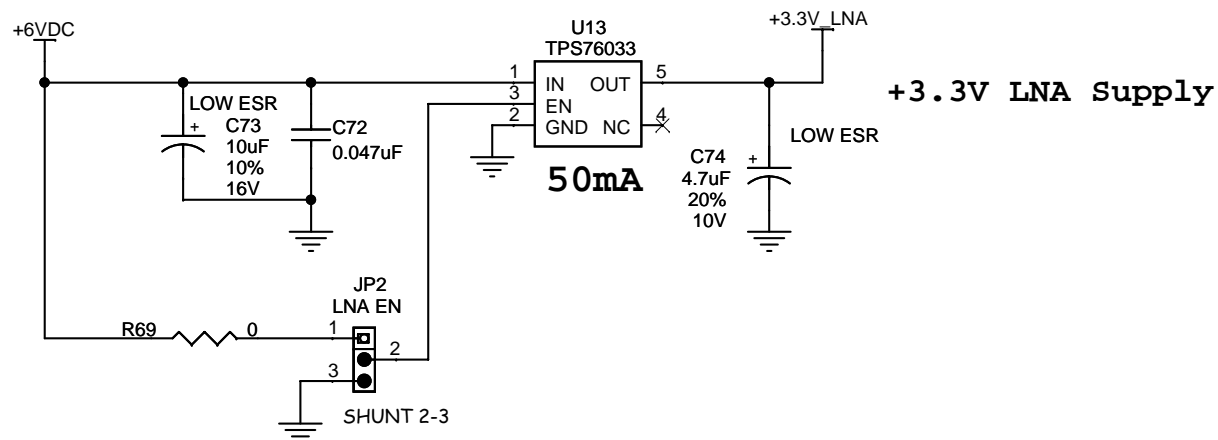 +6VDC
+3.3V_LNA
U13
TPS76033
1
IN
OUT
5
3
EN
2
GND
NC
4
50mA
+3.3V LNA Supply
LOW ESR
+
C73
10uF
10%
16V
C72
0.047uF
LOW ESR
+
C74
4.7uF
20%
10V
JP2
LNA EN
R69
0
1
2
3
SHUNT 2-3